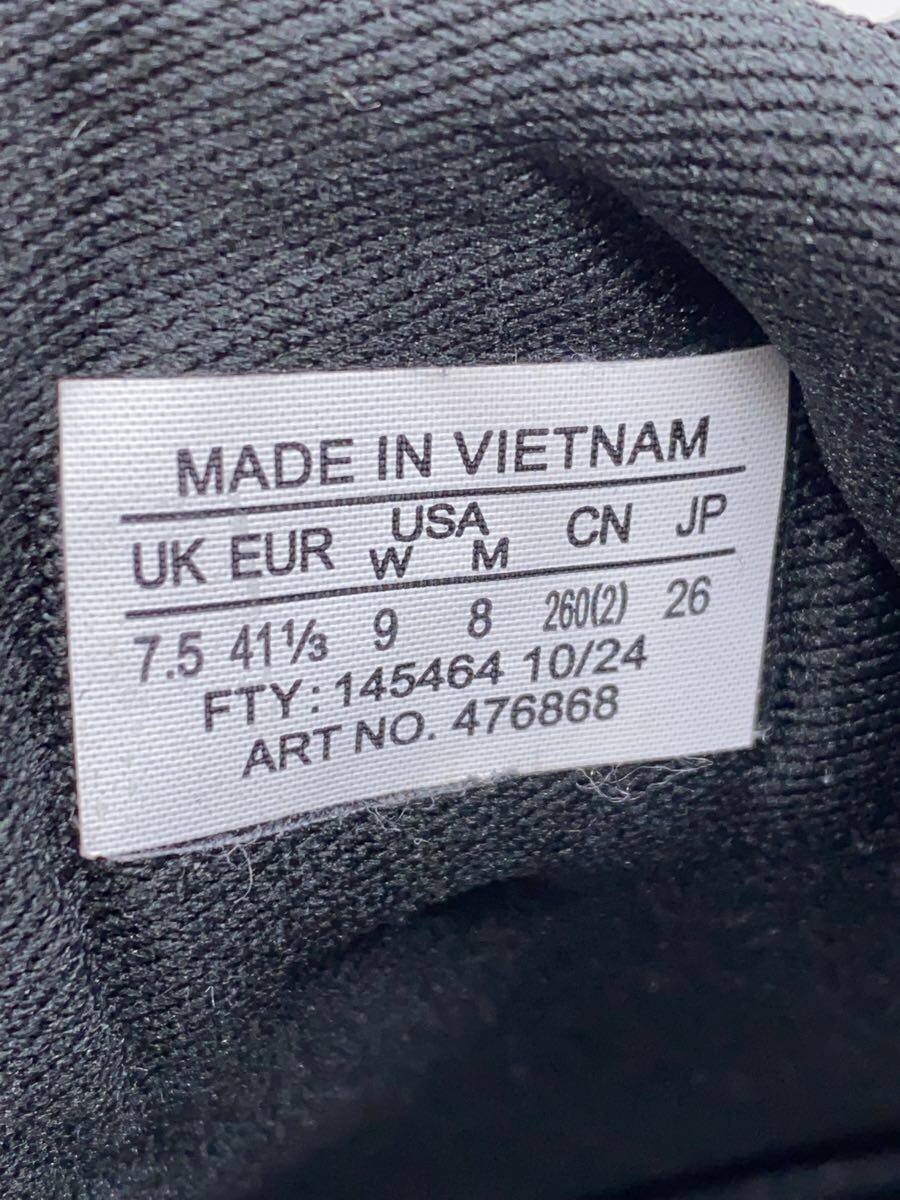 MADE IN VIETNAM
UK EUR USA CN JP
W M
7.5 41⅓ 9 8 260(2) 26
FTY: 145464 10/24
ART NO. 476868